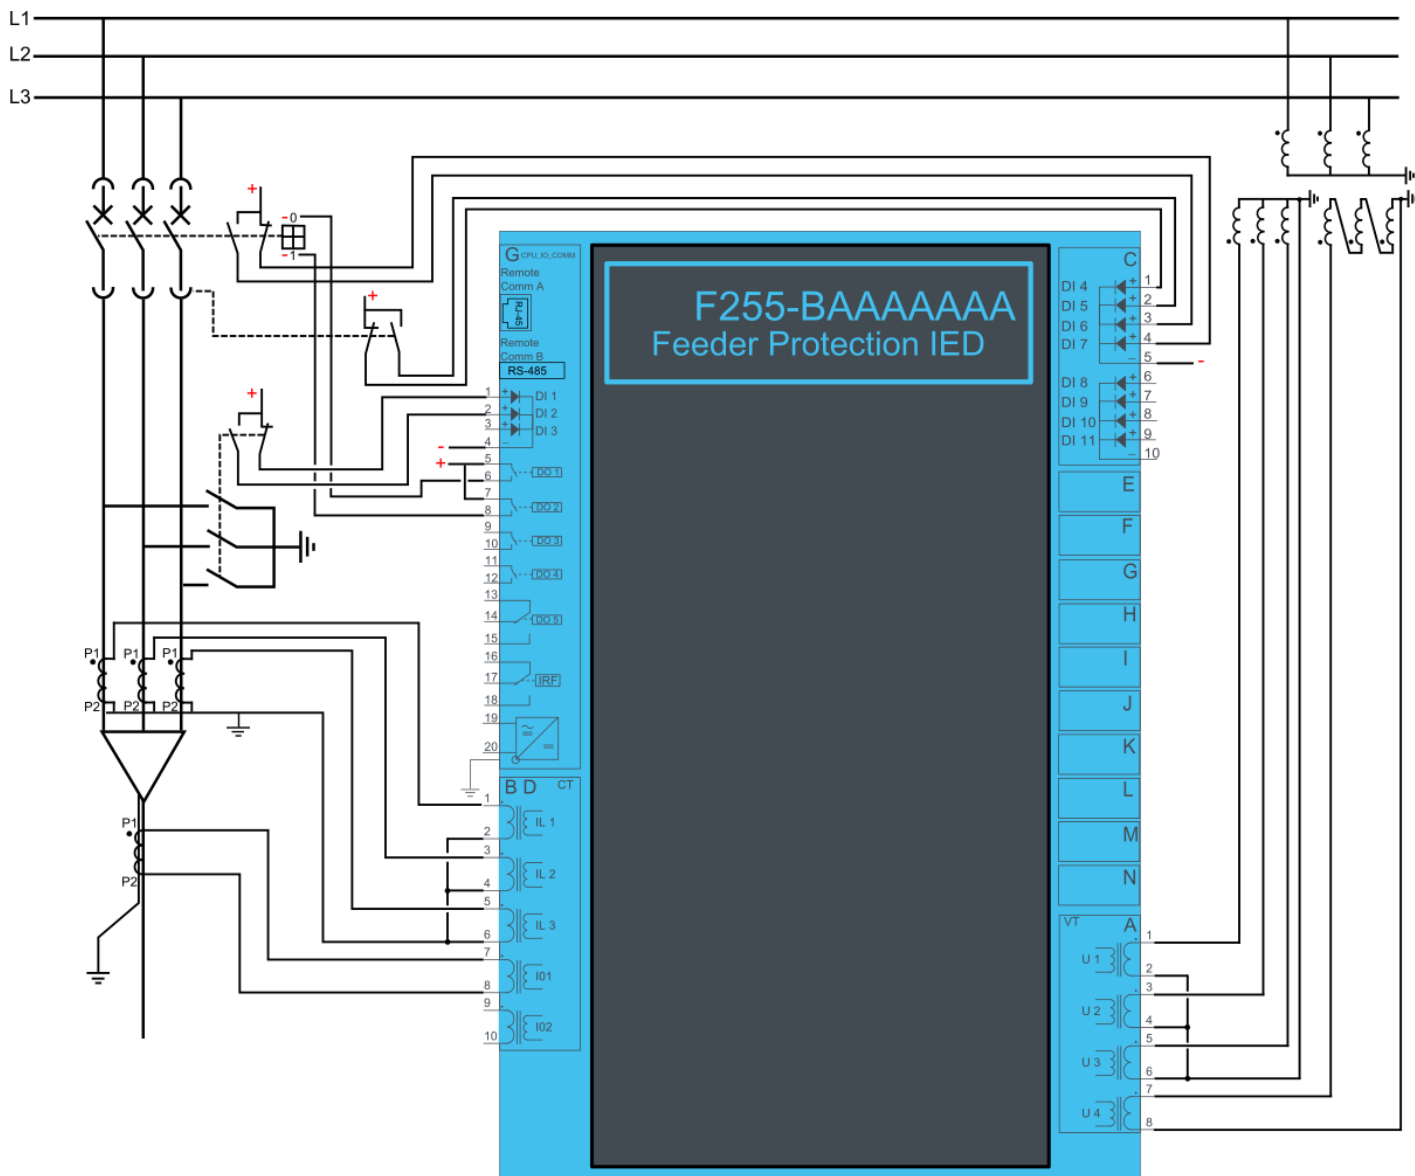 L1
L2
L3
+
-0
-1
+
+
G CPU_IO_COMM
Remote
Comm A
RJ-45
Remote
Comm B
RS-485
1 + DI 1
2 + DI 2
3 + DI 3
- 4 −
+ 5
6 DO 1
7
8 DO 2
9
10 DO 3
11
12 DO 4
13
14 DO 5
15
16
17 IRF
18
19
20
F255-BAAAAAAA
Feeder Protection IED
C
DI 4 + 1
DI 5 + 2
DI 6 + 3
DI 7 + 4
− 5 -
DI 8 + 6
DI 9 + 7
DI 10 + 8
DI 11 + 9
− 10
E
F
G
H
I
J
K
L
M
N
P1 P1 P1
P2 P2 P2
P1
P2
B D CT
1
IL 1
2
3
IL 2
4
5
IL 3
6
7
I01
8
9
I02
10
VT A
1
U 1
2
3
U 2
4
5
U 3
6
7
U 4
8